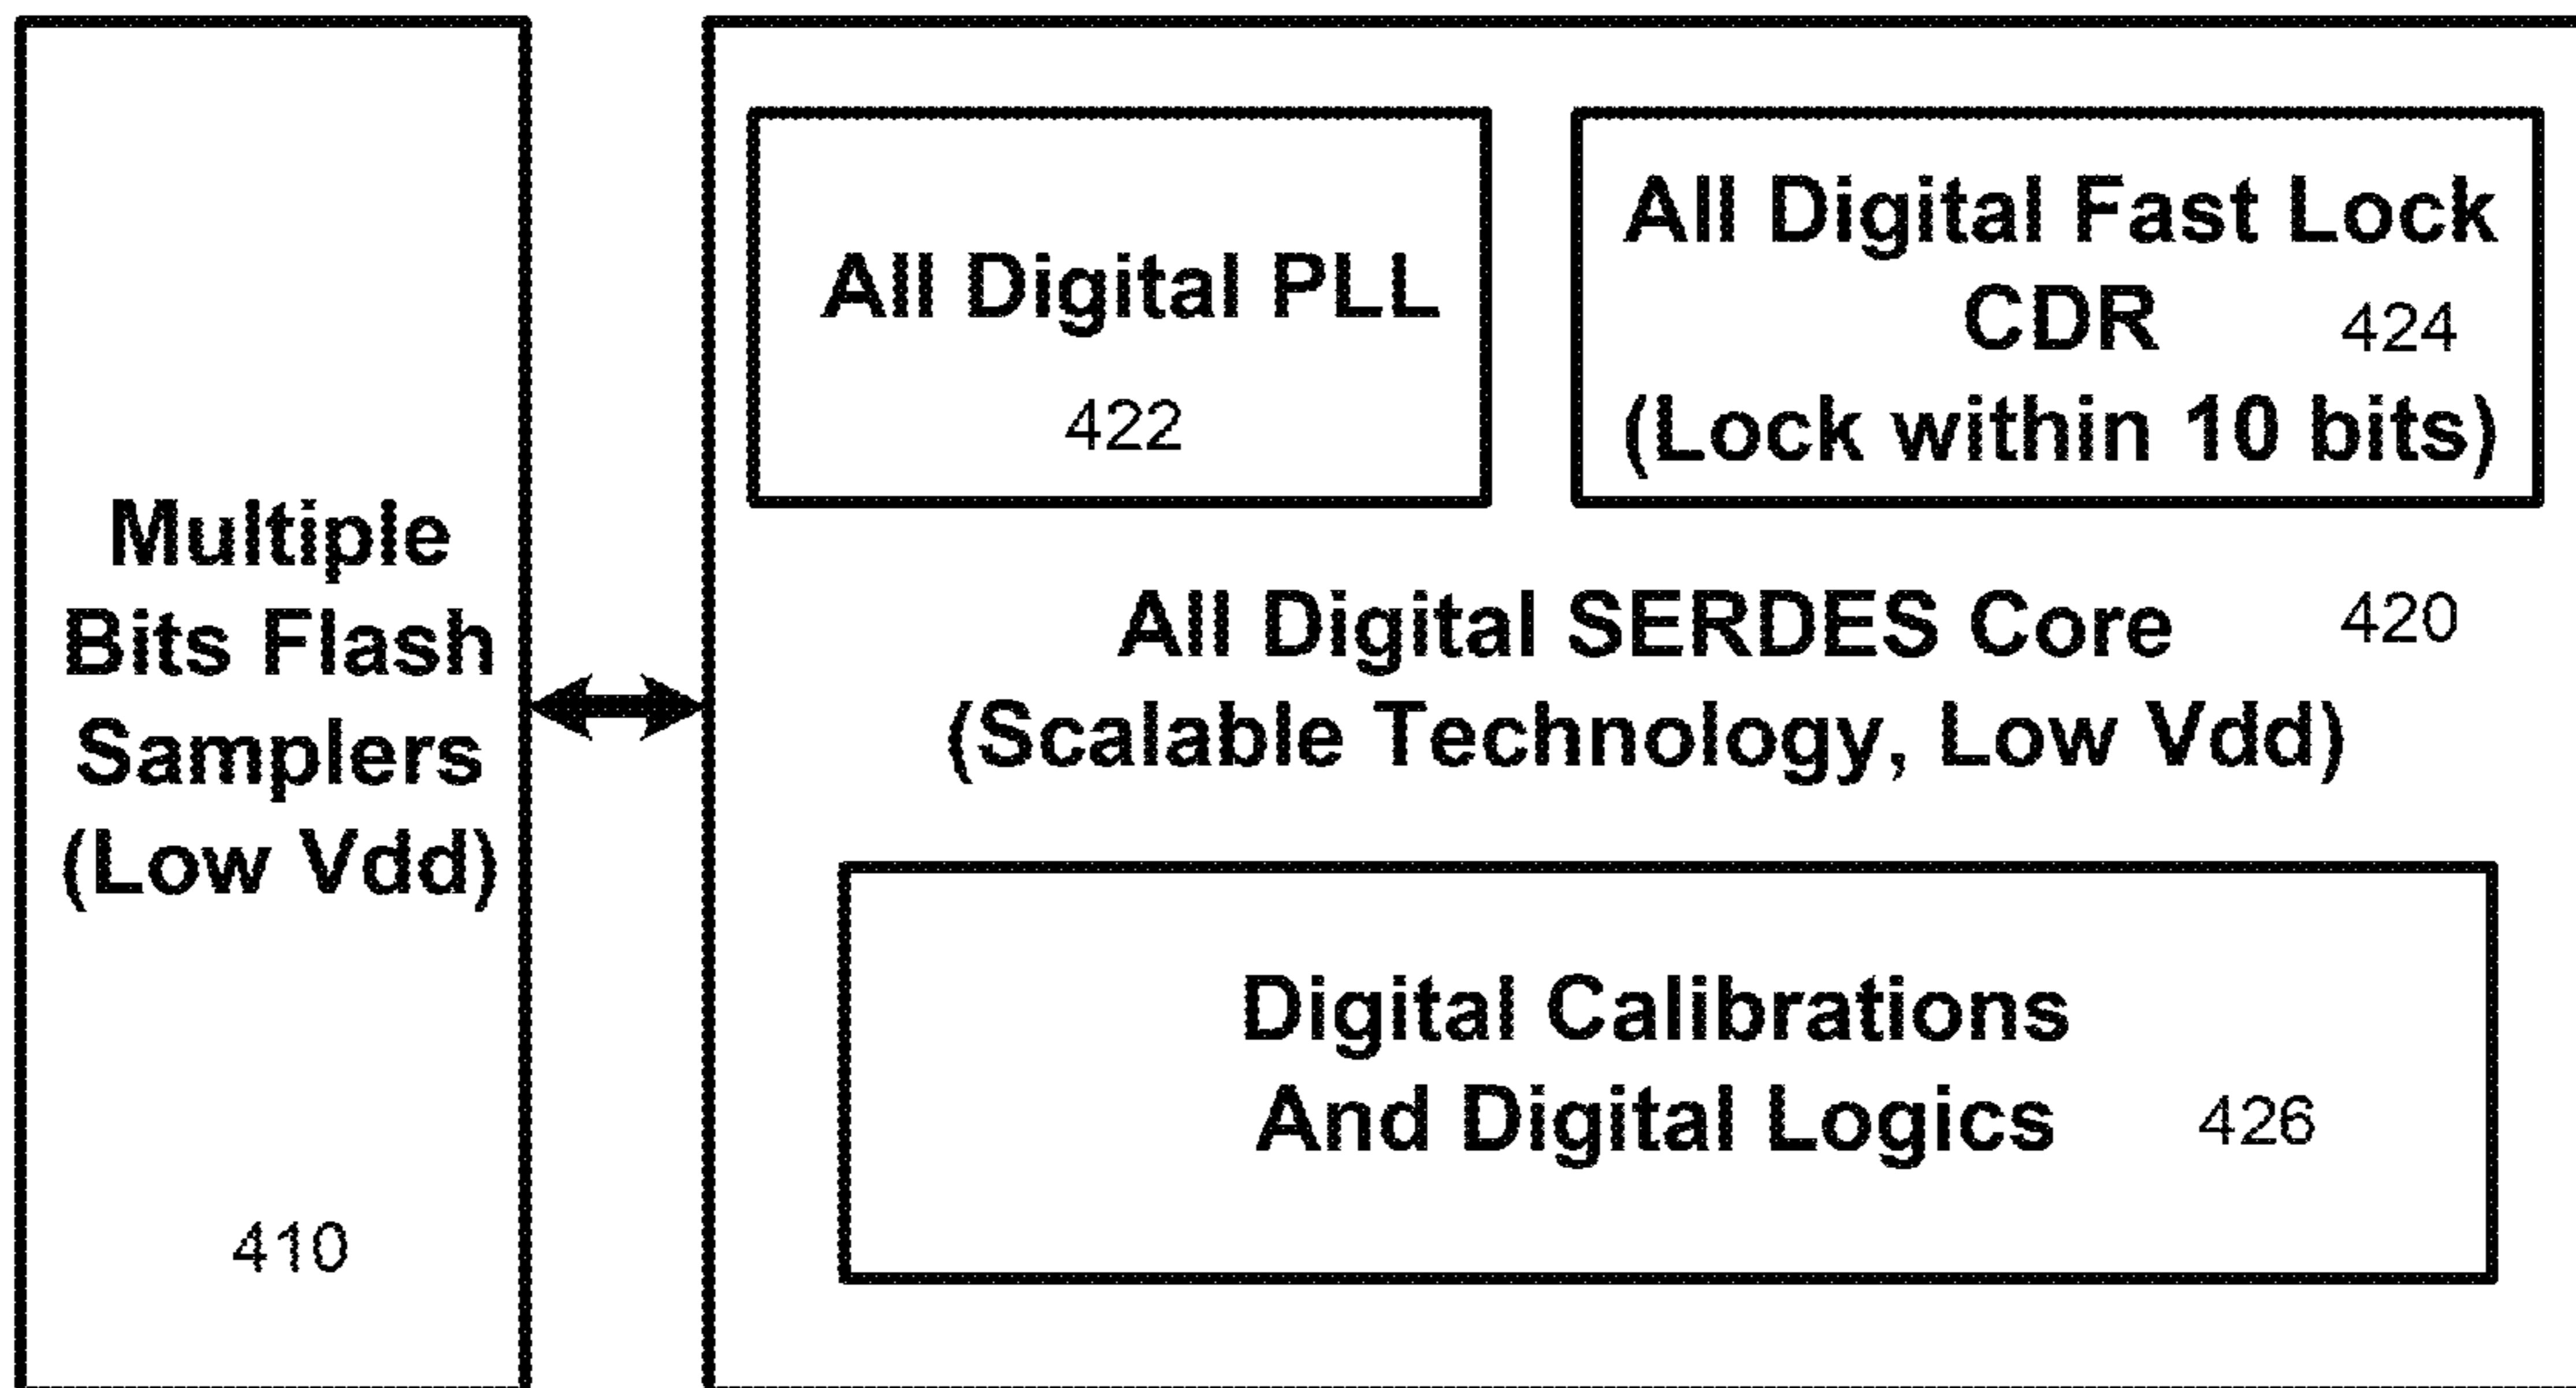 Multiple
Bits Flash
Samplers
(Low Vdd)
410
All Digital PLL
422
All Digital Fast Lock
CDR 424
(Lock within 10 bits)
All Digital SERDES Core 420
(Scalable Technology, Low Vdd)
Digital Calibrations
And Digital Logics 426